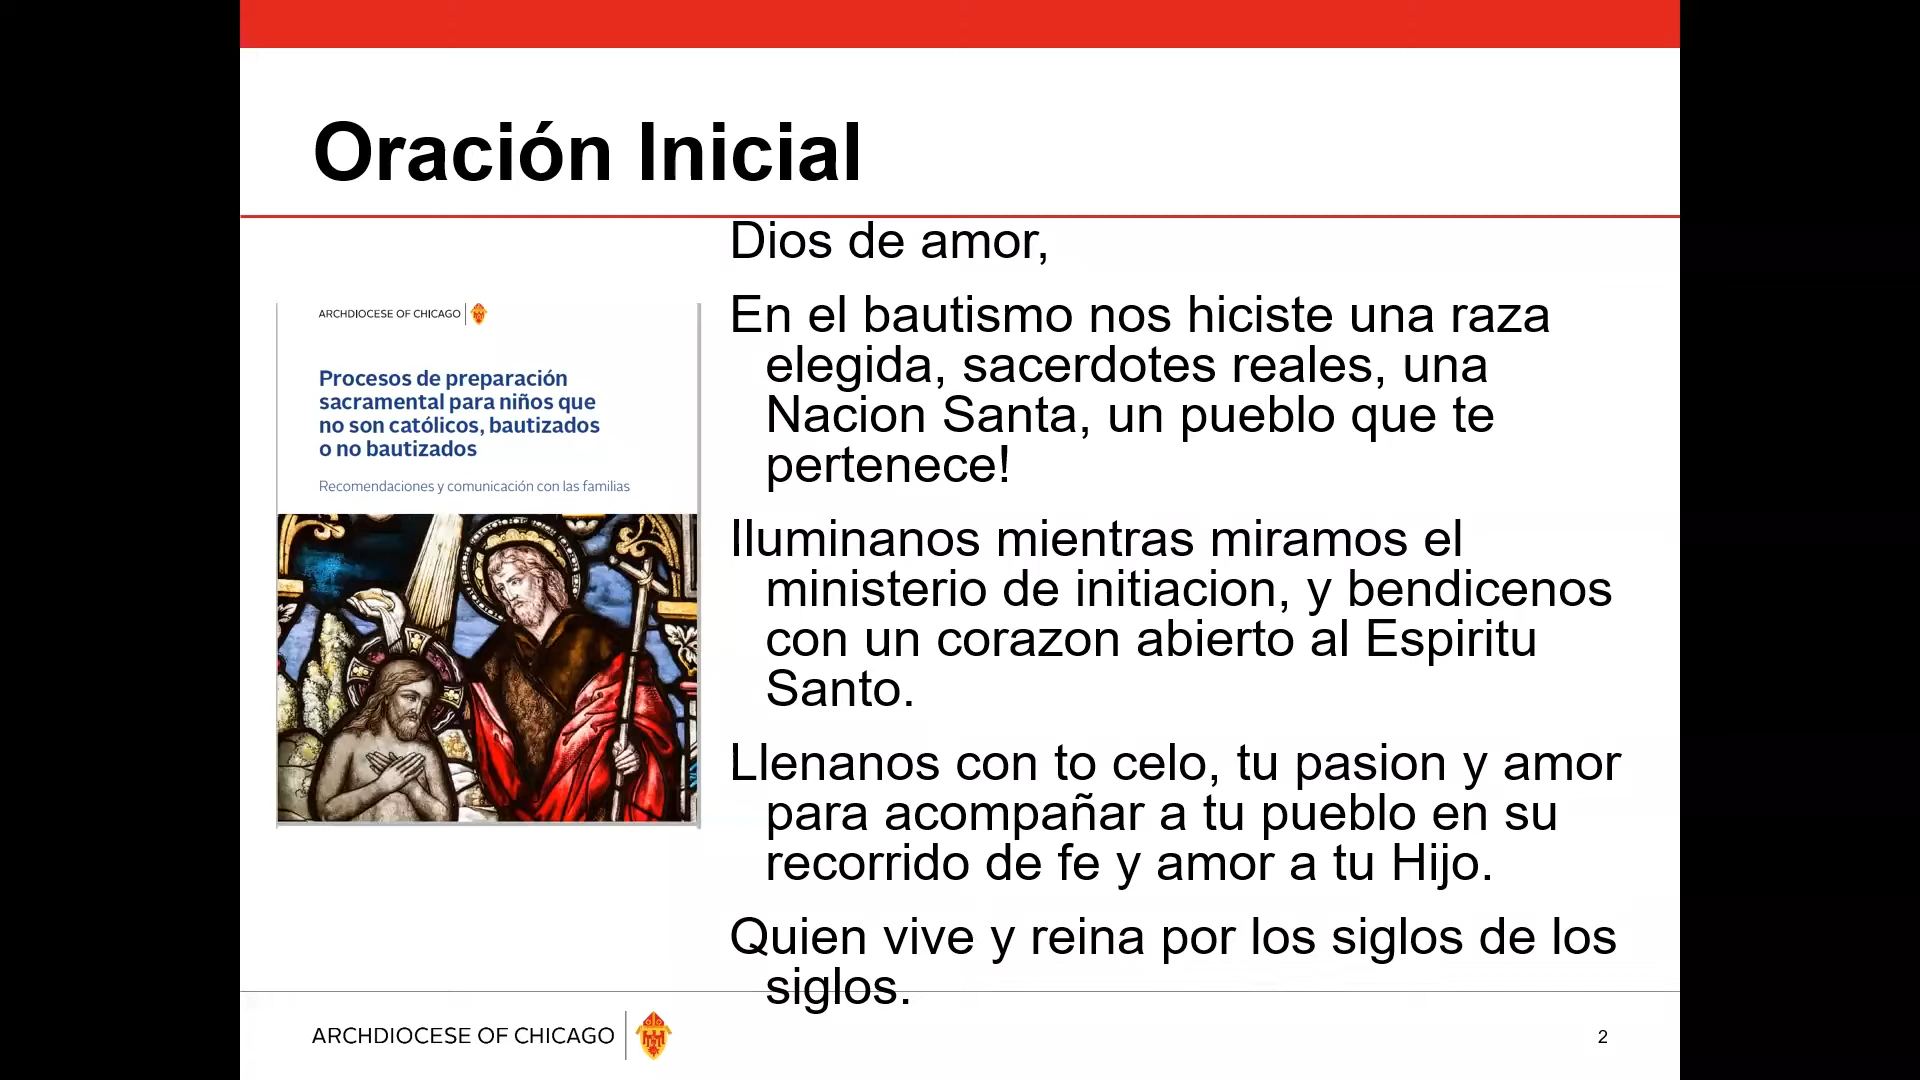 Oración Inicial
ARCHDIOCESE OF CHICAGO
Procesos de preparación
sacramental para niños que
no son católicos, bautizados
o no bautizados
Recomendaciones y comunicación con las familias
Dios de amor,
En el bautismo nos hiciste una raza
elegida, sacerdotes reales, una
Nacion Santa, un pueblo que te
pertenece!
Iluminanos mientras miramos el
ministerio de initiacion, y bendicenos
con un corazon abierto al Espiritu
Santo.
Llenanos con to celo, tu pasion y amor
para acompañar a tu pueblo en su
recorrido de fe y amor a tu Hijo.
Quien vive y reina por los siglos de los
siglos.
ARCHDIOCESE OF CHICAGO
2